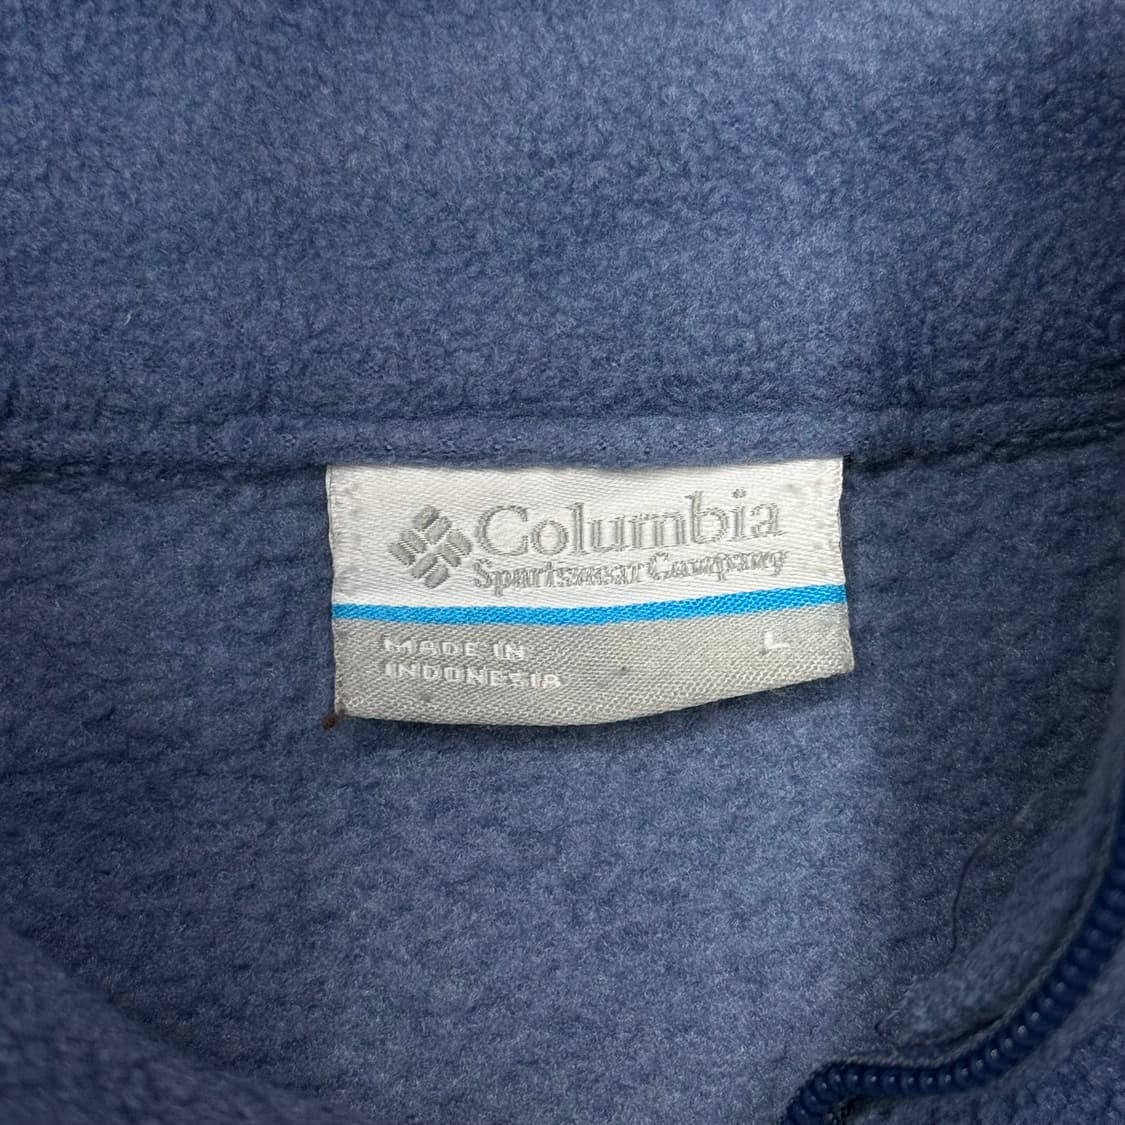 Columbia
Sportswear Company
MADE IN
INDONESIA
L